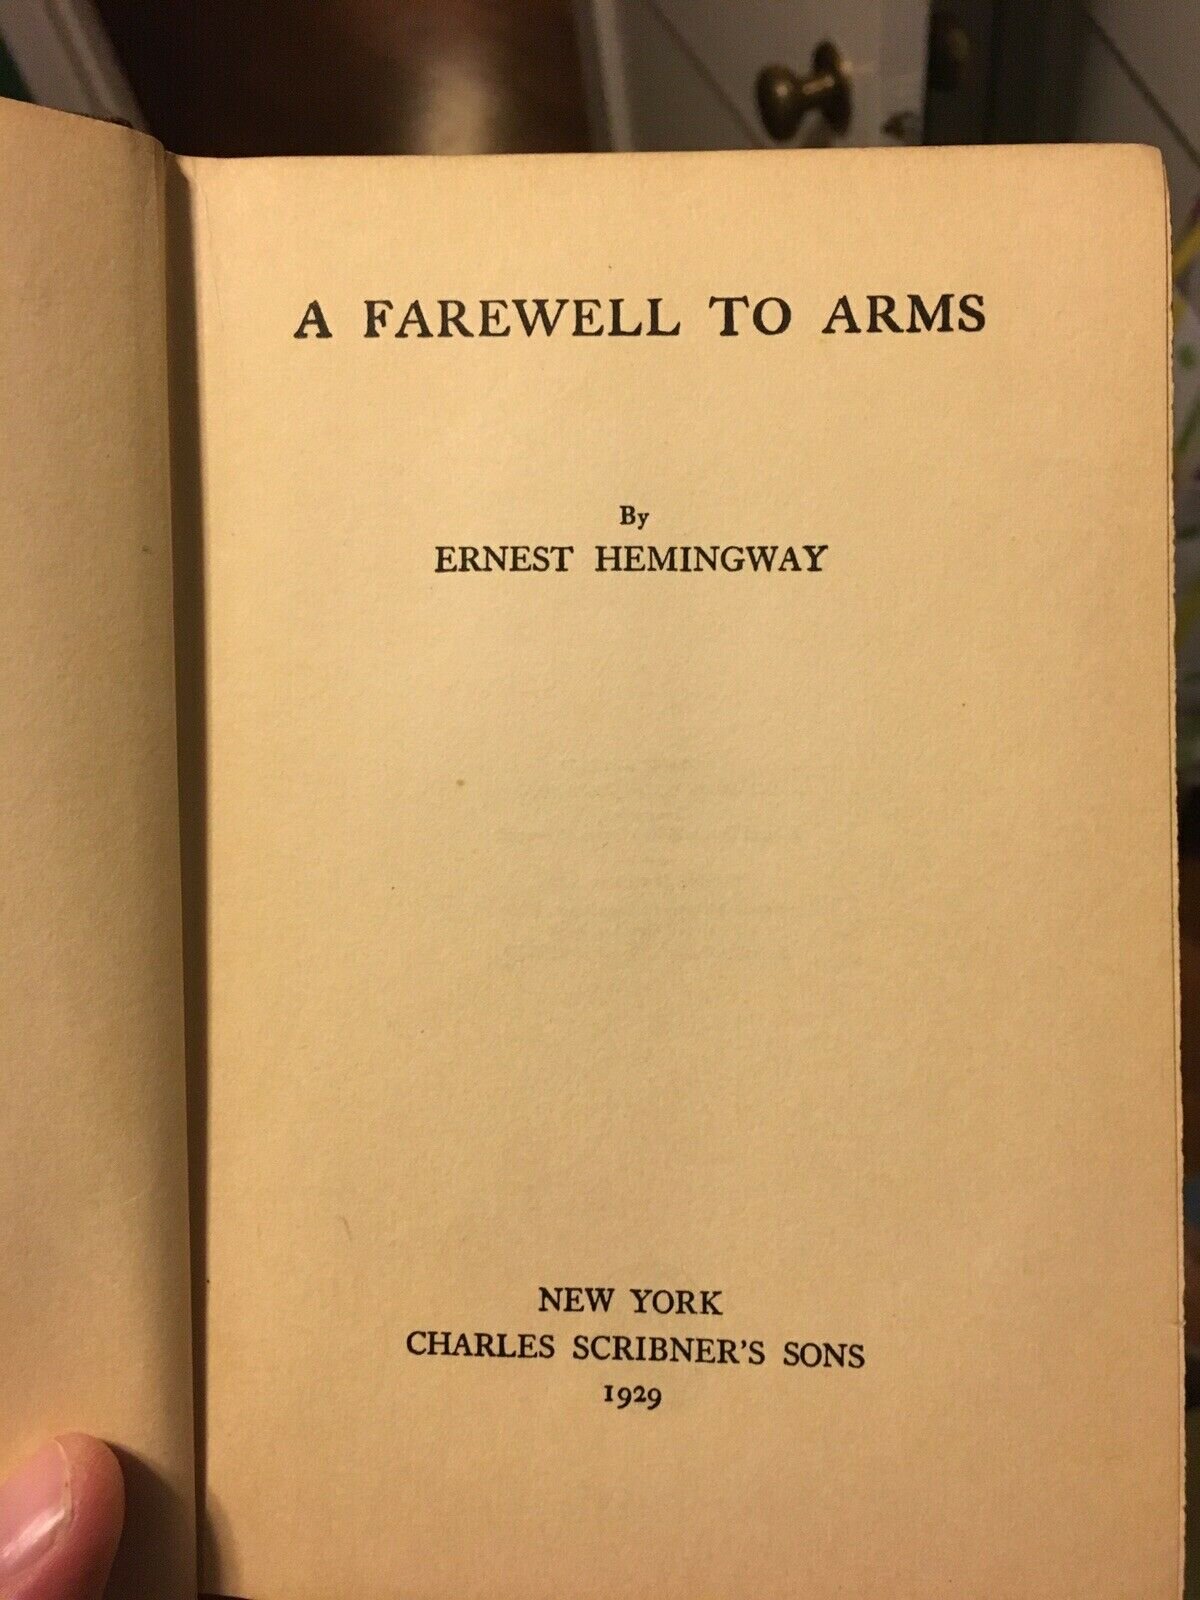 A FAREWELL TO ARMS
By
ERNEST HEMINGWAY
NEW YORK
CHARLES SCRIBNER'S SONS
1929